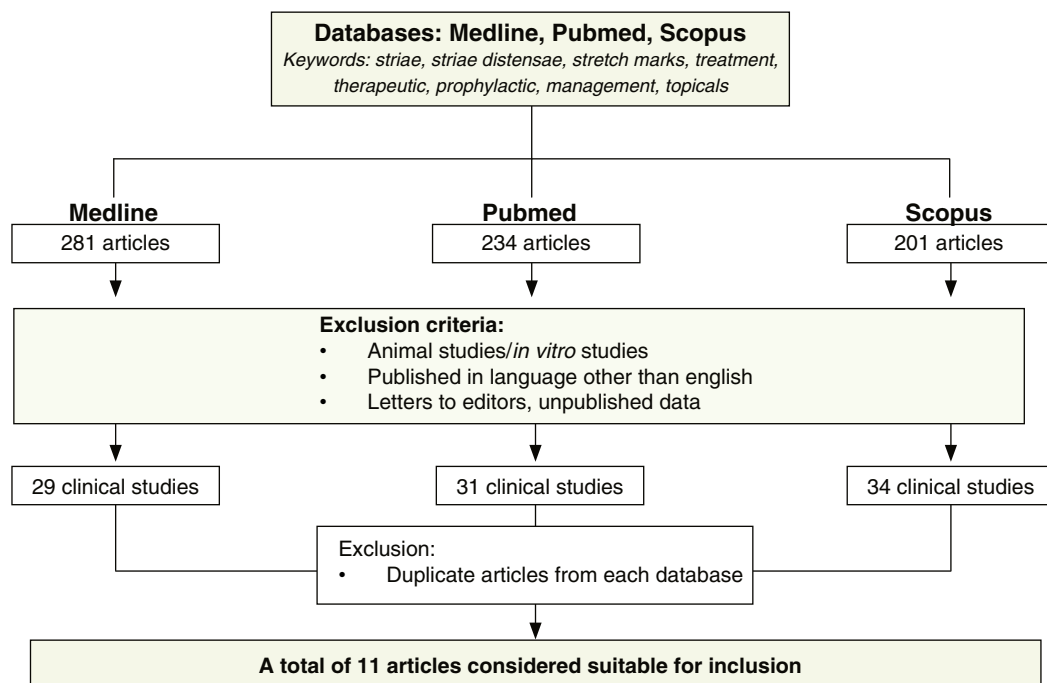 Databases: Medline, Pubmed, Scopus
Keywords: striae, striae distensae, stretch marks, treatment,
therapeutic, prophylactic, management, topicals
Medline
Pubmed
Scopus
281 articles
234 articles
201 articles
Exclusion criteria:
• Animal studies/in vitro studies
• Published in language other than english
• Letters to editors, unpublished data
29 clinical studies
31 clinical studies
34 clinical studies
Exclusion:
• Duplicate articles from each database
A total of 11 articles considered suitable for inclusion